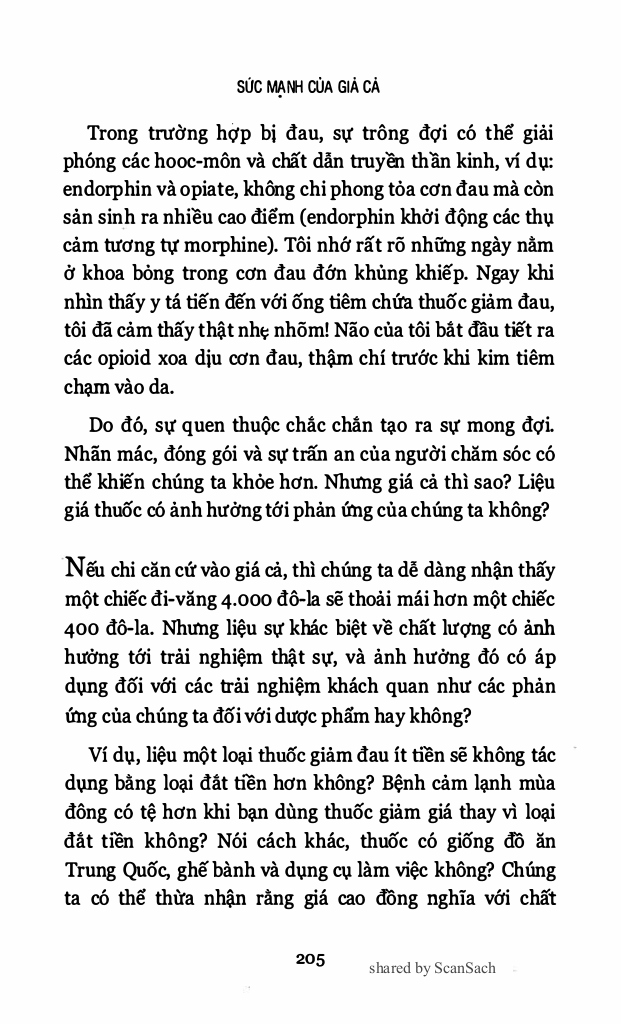 SỨC MẠNH CỦA GIÁ CẢ
Trong trường hợp bị đau, sự trông đợi có thể giải
phóng các hooc-môn và chất dẫn truyền thần kinh, ví dụ:
endorphin và opiate, không chỉ phong tỏa cơn đau mà còn
sản sinh ra nhiều cao điểm (endorphin khởi động các thụ
cảm tương tự morphine). Tôi nhớ rất rõ những ngày nằm
ở khoa bỏng trong cơn đau đớn khủng khiếp. Ngay khi
nhìn thấy y tá tiến đến với ống tiêm chứa thuốc giảm đau,
tôi đã cảm thấy thật nhẹ nhõm! Não của tôi bắt đầu tiết ra
các opioid xoa dịu cơn đau, thậm chí trước khi kim tiêm
chạm vào da.
Do đó, sự quen thuộc chắc chắn tạo ra sự mong đợi.
Nhãn mác, đóng gói và sự trấn an của người chăm sóc có
thể khiến chúng ta khỏe hơn. Nhưng giá cả thì sao? Liệu
giá thuốc có ảnh hưởng tới phản ứng của chúng ta không?
Nếu chỉ căn cứ vào giá cả, thì chúng ta dễ dàng nhận thấy
một chiếc đi-văng 4.000 đô-la sẽ thoải mái hơn một chiếc
400 đô-la. Nhưng liệu sự khác biệt về chất lượng có ảnh
hưởng tới trải nghiệm thật sự, và ảnh hưởng đó có áp
dụng đối với các trải nghiệm khách quan như các phản
ứng của chúng ta đối với dược phẩm hay không?
Ví dụ, liệu một loại thuốc giảm đau ít tiền sẽ không tác
dụng bằng loại đắt tiền hơn không? Bệnh cảm lạnh mùa
đông có tệ hơn khi bạn dùng thuốc giảm giá thay vì loại
đắt tiền không? Nói cách khác, thuốc có giống đồ ăn
Trung Quốc, ghế bành và dụng cụ làm việc không? Chúng
ta có thể thừa nhận rằng giá cao đồng nghĩa với chất
205
shared by ScanSach